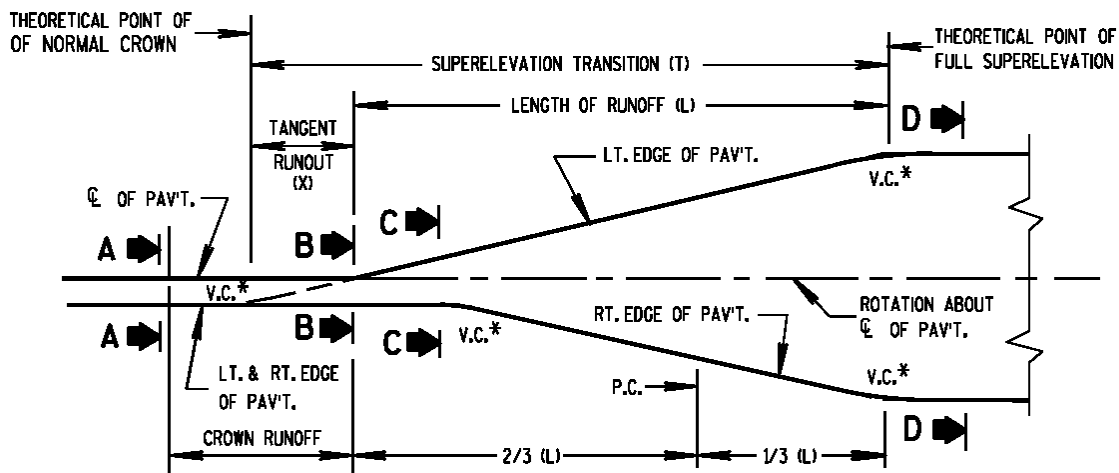 THEORETICAL POINT OF
OF NORMAL CROWN
THEORETICAL POINT OF
FULL SUPERELEVATION
SUPERELEVATION TRANSITION (T)
LENGTH OF RUNOFF (L)
D
TANGENT
RUNOUT
(X)
LT. EDGE OF PAV'T.
V.C.*
℄ OF PAV'T.
C
A
B
V.C.*
ROTATION ABOUT
℄ OF PAV'T.
RT. EDGE OF PAV'T.
A
B
C
V.C.*
LT. & RT. EDGE
OF PAV'T.
P.C.
V.C.*
D
CROWN RUNOFF
2/3 (L)
1/3 (L)